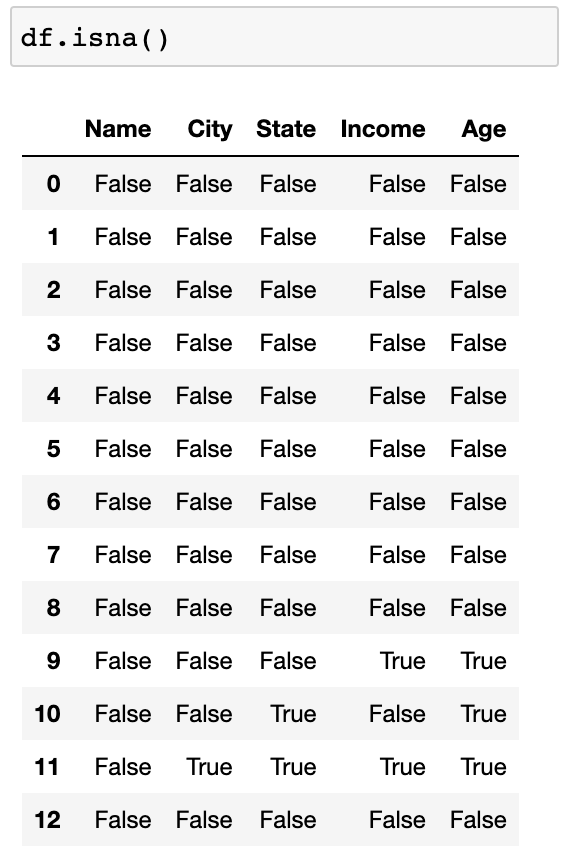 df.isna()
Name City State Income Age
0 False False False False False
1 False False False False False
2 False False False False False
3 False False False False False
4 False False False False False
5 False False False False False
6 False False False False False
7 False False False False False
8 False False False False False
9 False False False True True
10 False False True False True
11 False True True True True
12 False False False False False